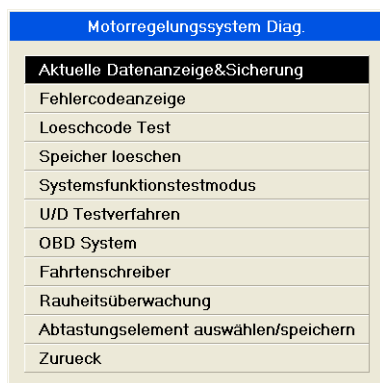 Motorregelungssystem Diag.
Aktuelle Datenanzeige&Sicherung
Fehlercodeanzeige
Loeschcode Test
Speicher loeschen
Systemsfunktionstestmodus
U/D Testverfahren
OBD System
Fahrtenschreiber
Rauheitsüberwachung
Abtastungselement auswählen/speichern
Zurueck